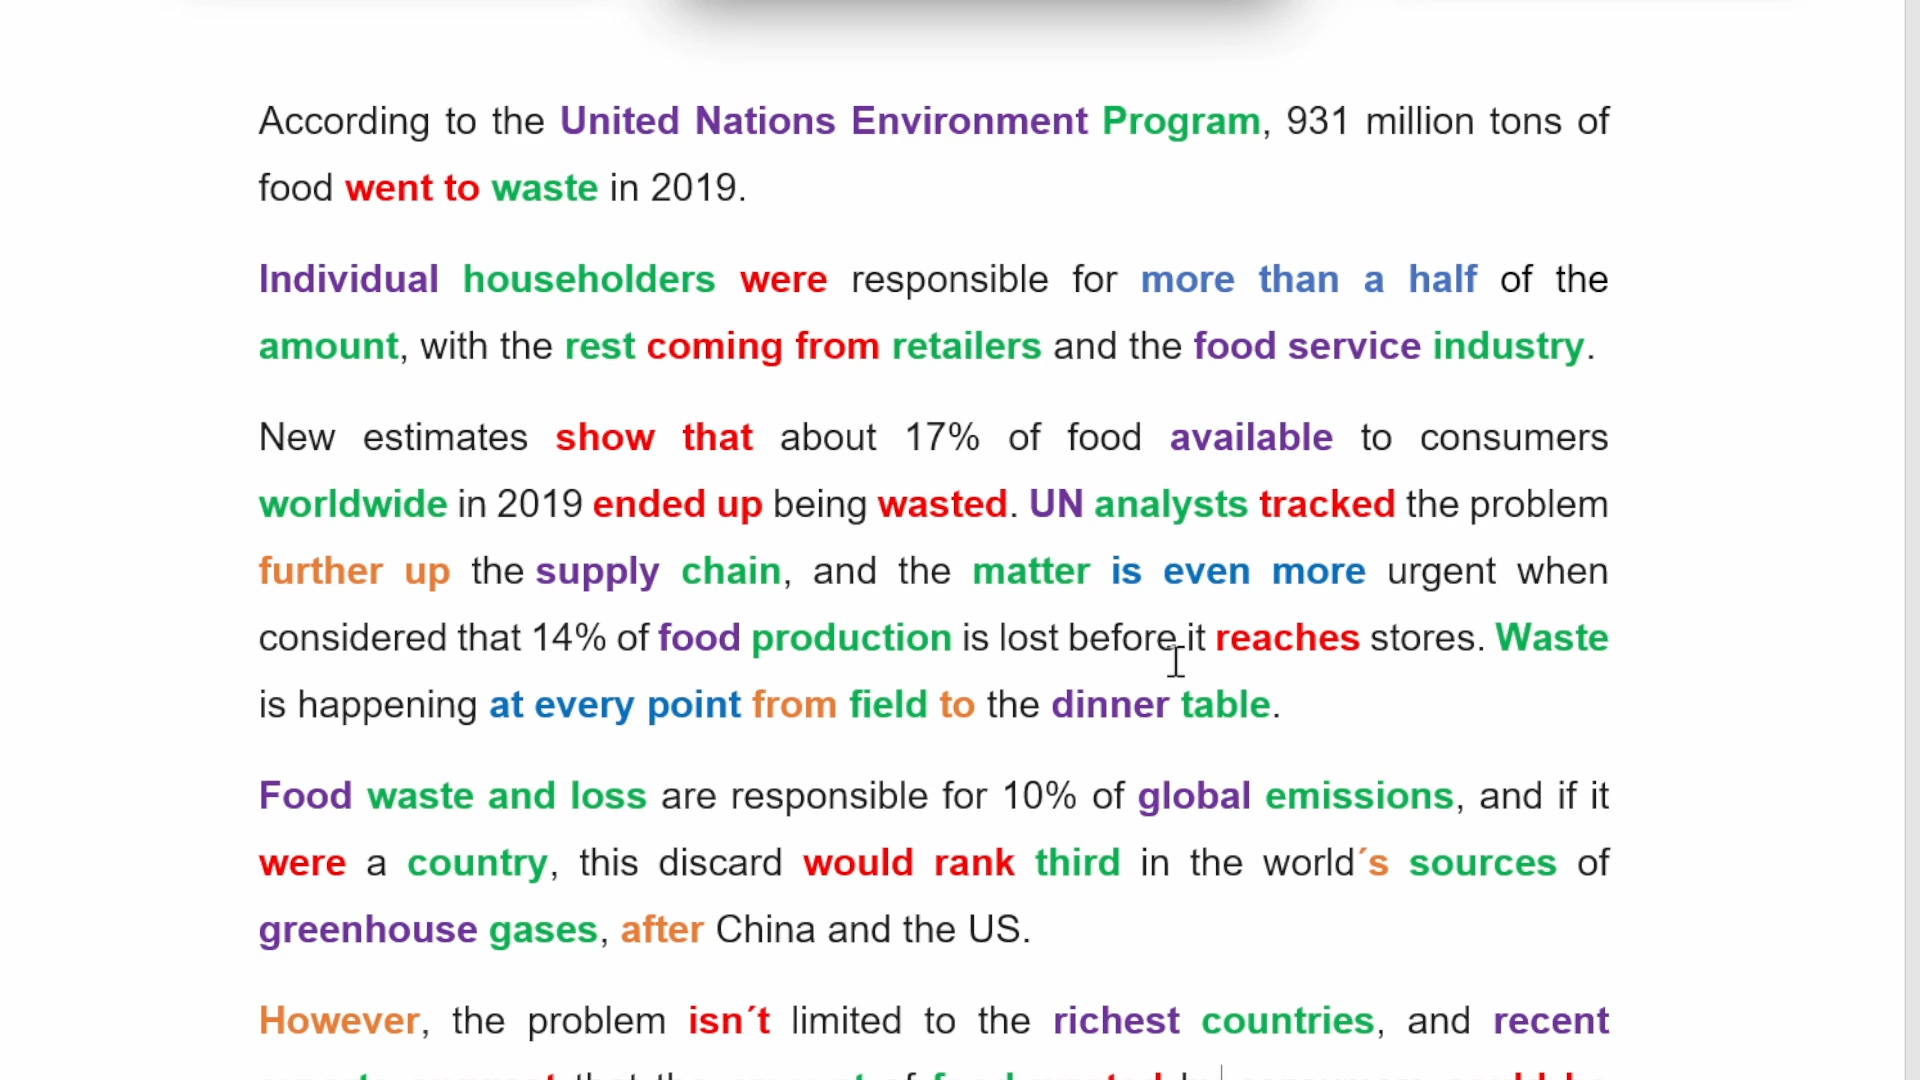 According to the United Nations Environment Program, 931 million tons of
food went to waste in 2019.
Individual householders were responsible for more than a half of the
amount, with the rest coming from retailers and the food service industry.
New estimates show that about 17% of food available to consumers
worldwide in 2019 ended up being wasted. UN analysts tracked the problem
further up the supply chain, and the matter is even more urgent when
considered that 14% of food production is lost before it reaches stores. Waste
is happening at every point from field to the dinner table.
Food waste and loss are responsible for 10% of global emissions, and if it
were a country, this discard would rank third in the world´s sources of
greenhouse gases, after China and the US.
However, the problem isn´t limited to the richest countries, and recent